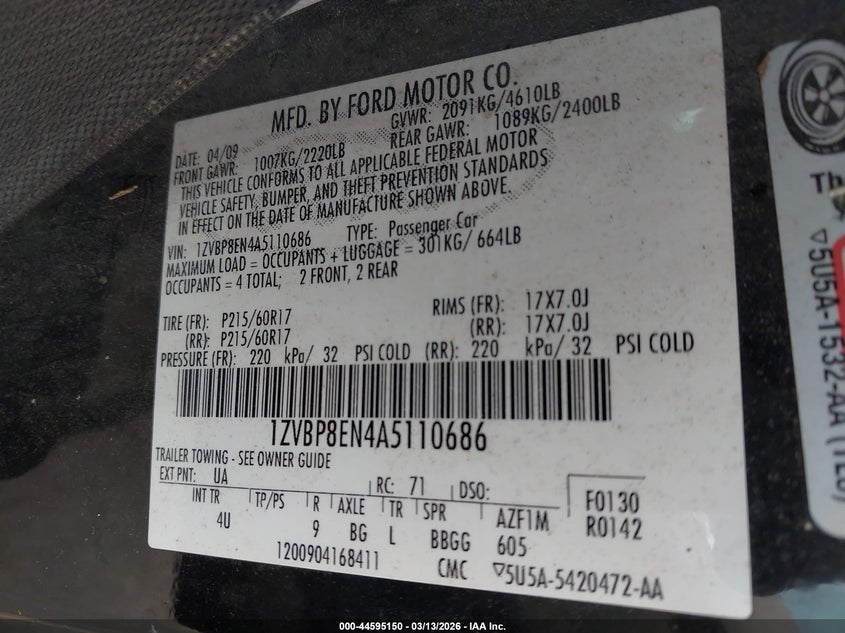 MFD. BY FORD MOTOR CO.
DATE: 04/09 GVWR: 2091KG/4610LB
FRONT GAWR: 1007KG/2220LB REAR GAWR: 1089KG/2400LB
THIS VEHICLE CONFORMS TO ALL APPLICABLE FEDERAL MOTOR
VEHICLE SAFETY, BUMPER, AND THEFT PREVENTION STANDARDS
IN EFFECT ON THE DATE OF MANUFACTURE SHOWN ABOVE.
VIN: 1ZVBP8EN4A5110686 TYPE: Passenger Car
MAXIMUM LOAD = OCCUPANTS + LUGGAGE = 301KG/ 664LB
OCCUPANTS = 4 TOTAL; 2 FRONT, 2 REAR
TIRE (FR): P215/60R17 RIMS (FR): 17X7.0J
(RR): P215/60R17 (RR): 17X7.0J
PRESSURE (FR): 220 kPa/ 32 PSI COLD (RR): 220 kPa/ 32 PSI COLD
1ZVBP8EN4A5110686
TRAILER TOWING - SEE OWNER GUIDE
EXT PNT: UA RC: 71 DSO:
INT TR TP/PS R AXLE TR SPR AZF1M F0130
4U 9 BG L BBGG 605 R0142
1200904168411 CMC ▽5U5A-5420472-AA
Th
▽5U5A-1532-AA
000-44595150 - 03/13/2026 - IAA Inc.